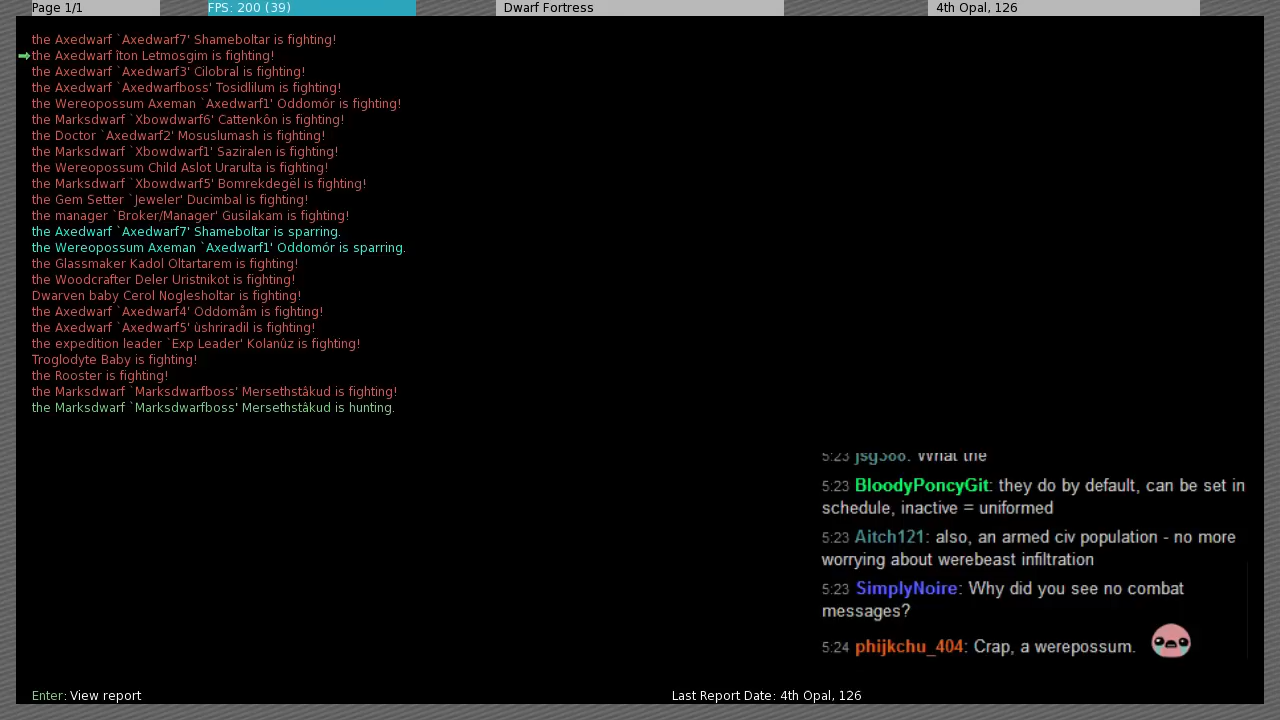 Page 1/1
FPS: 200 (39)
Dwarf Fortress
4th Opal, 126
the Axedwarf `Axedwarf7' Shameboltar is fighting!
the Axedwarf îton Letmosgim is fighting!
the Axedwarf `Axedwarf3' Cilobral is fighting!
the Axedwarf `Axedwarfboss' Tosidlilum is fighting!
the Wereopossum Axeman `Axedwarf1' Oddomór is fighting!
the Marksdwarf `Xbowdwarf6' Cattenkôn is fighting!
the Doctor `Axedwarf2' Mosuslumash is fighting!
the Marksdwarf `Xbowdwarf1' Saziralen is fighting!
the Wereopossum Child Aslot Urarulta is fighting!
the Marksdwarf `Xbowdwarf5' Bomrekdegël is fighting!
the Gem Setter `Jeweler' Ducimbal is fighting!
the manager `Broker/Manager' Gusilakam is fighting!
the Axedwarf `Axedwarf7' Shameboltar is sparring.
the Wereopossum Axeman `Axedwarf1' Oddomór is sparring.
the Glassmaker Kadol Oltartarem is fighting!
the Woodcrafter Deler Uristnikot is fighting!
Dwarven baby Cerol Noglesholtar is fighting!
the Axedwarf `Axedwarf4' Oddomåm is fighting!
the Axedwarf `Axedwarf5' ùshriradil is fighting!
the expedition leader `Exp Leader' Kolanûz is fighting!
Troglodyte Baby is fighting!
the Rooster is fighting!
the Marksdwarf `Marksdwarfboss' Mersethstâkud is fighting!
the Marksdwarf `Marksdwarfboss' Mersethstâkud is hunting.
5:23 What the
5:23 BloodyPoncyGit: they do by default, can be set in
schedule, inactive = uniformed
5:23 Aitch121: also, an armed civ population - no more
worrying about werebeast infiltration
5:23 SimplyNoire: Why did you see no combat
messages?
5:24 phijkchu_404: Crap, a werepossum.
Enter: View report
Last Report Date: 4th Opal, 126